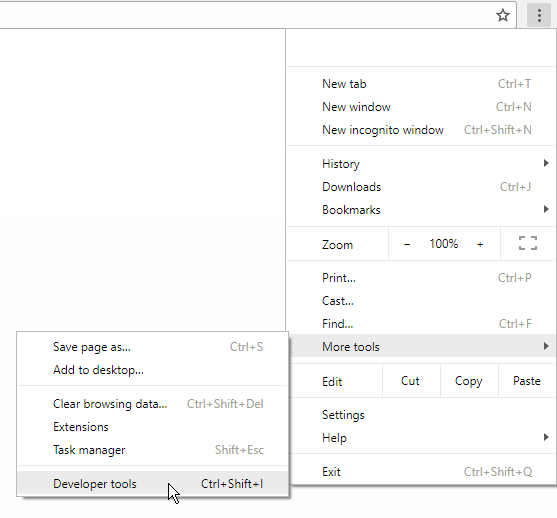 New tab Ctrl+T
New window Ctrl+N
New incognito window Ctrl+Shift+N
History
Downloads Ctrl+J
Bookmarks
Zoom − 100% +
Print... Ctrl+P
Cast...
Find... Ctrl+F
More tools
Edit Cut Copy Paste
Settings
Help
Exit Ctrl+Shift+Q
Save page as... Ctrl+S
Add to desktop...
Clear browsing data... Ctrl+Shift+Del
Extensions
Task manager Shift+Esc
Developer tools Ctrl+Shift+I